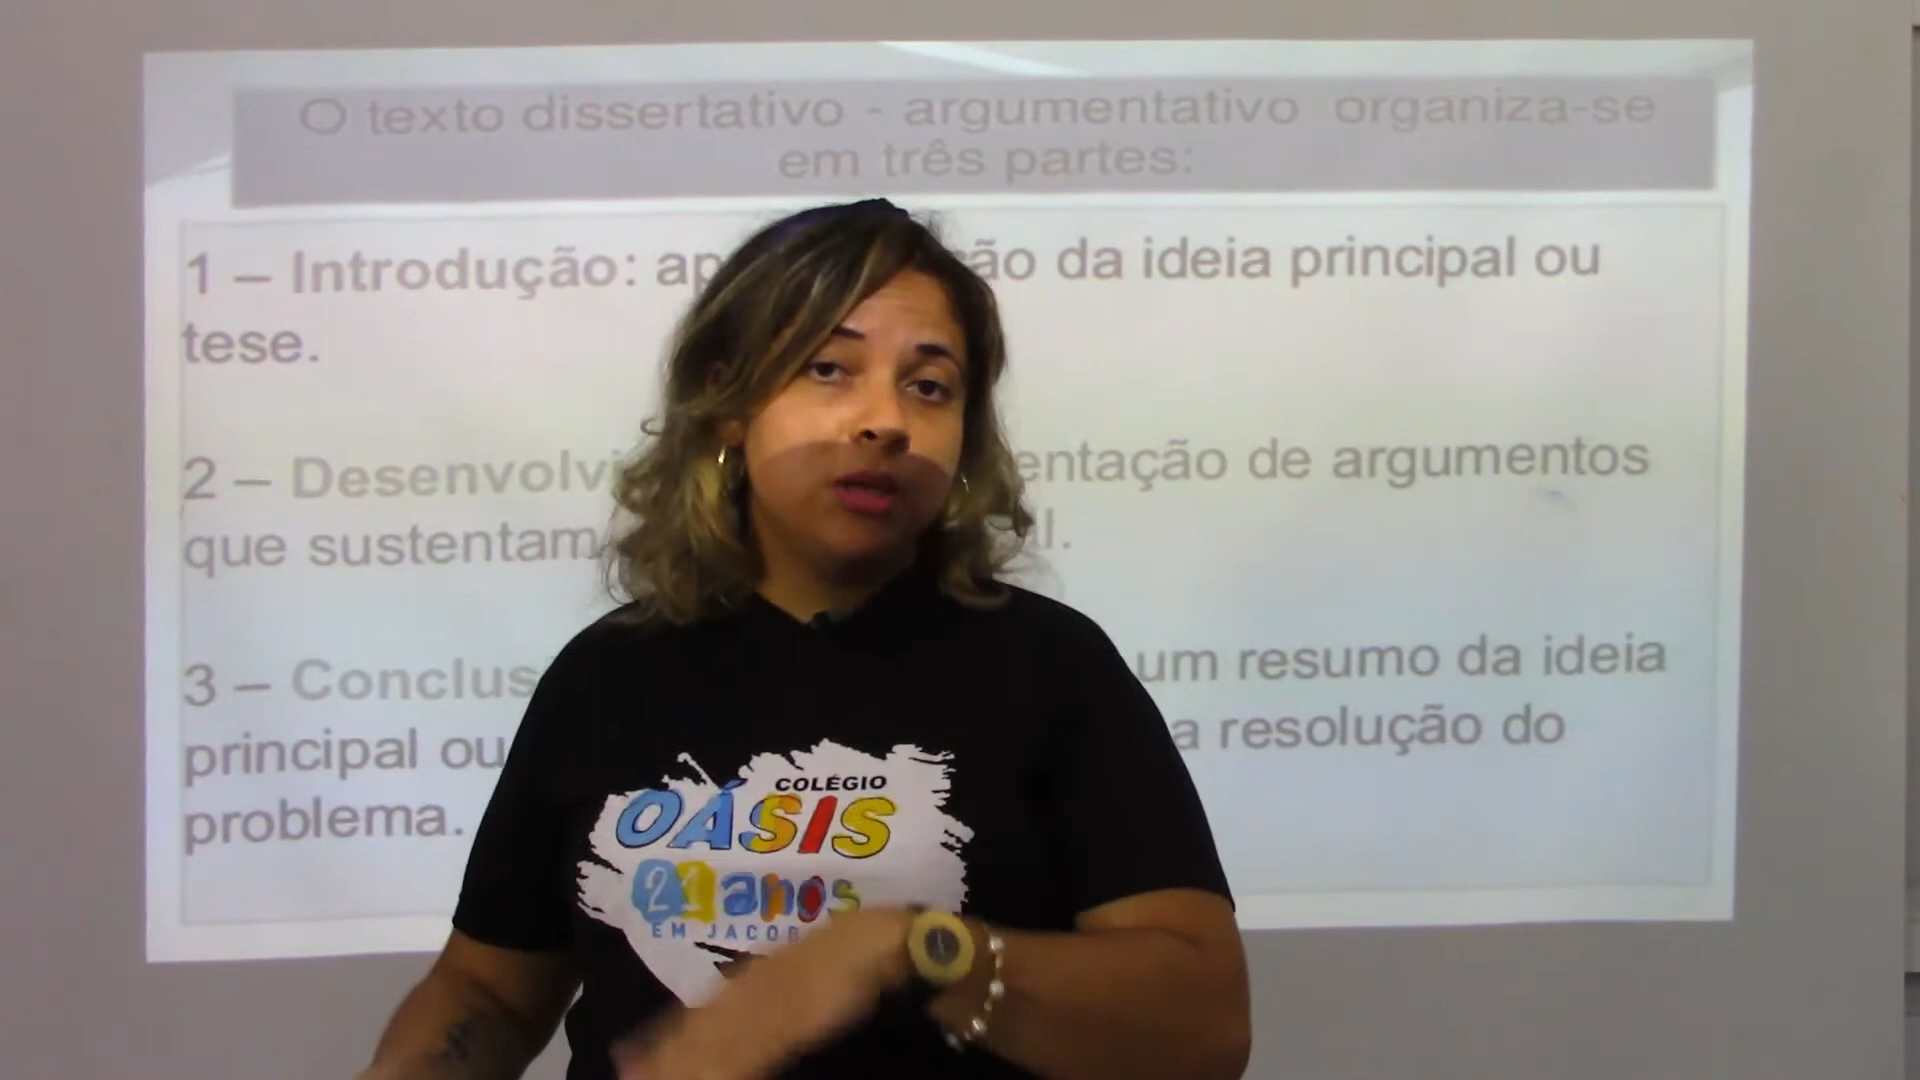 O texto dissertativo - argumentativo organiza-se
em três partes:
1 – Introdução: ap ão da ideia principal ou
tese.
2 – Desenvolvi entação de argumentos
que sustentam l.
3 – Conclus um resumo da ideia
principal ou a resolução do
problema.
COLÉGIO
OÁSIS
21 anos
EM JACOB